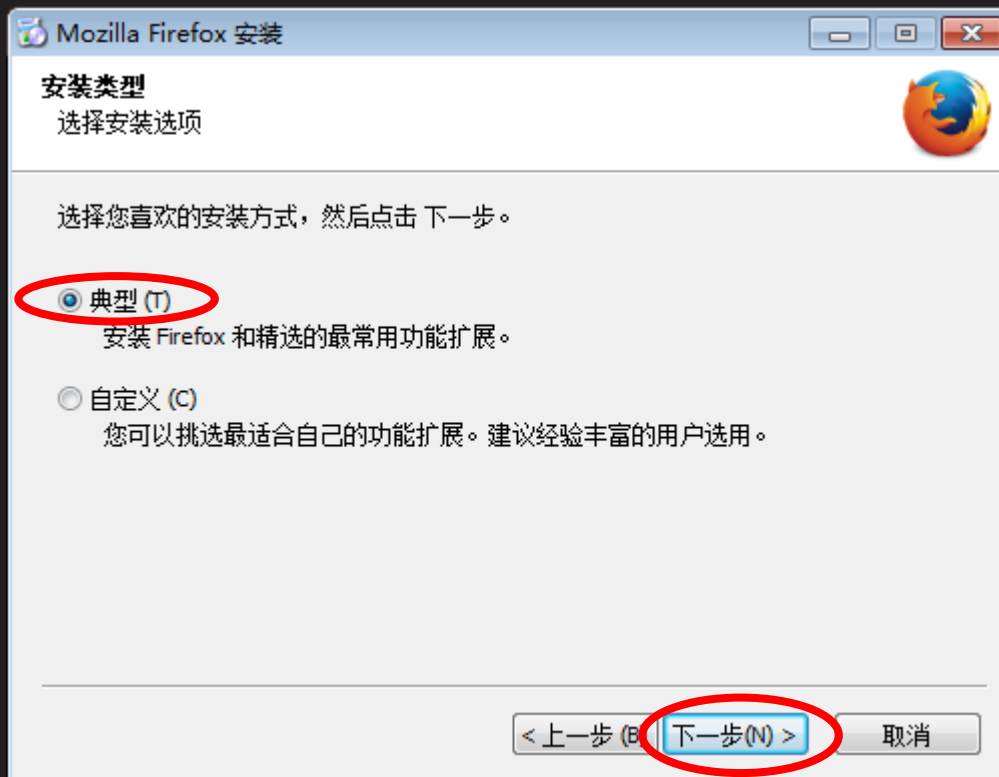 Mozilla Firefox 安装
安装类型
选择安装选项
选择您喜欢的安装方式，然后点击 下一步。
典型 (T)
安装 Firefox 和精选的最常用功能扩展。
自定义 (C)
您可以挑选最适合自己的功能扩展。建议经验丰富的用户选用。
< 上一步 (B 下一步(N) > 取消